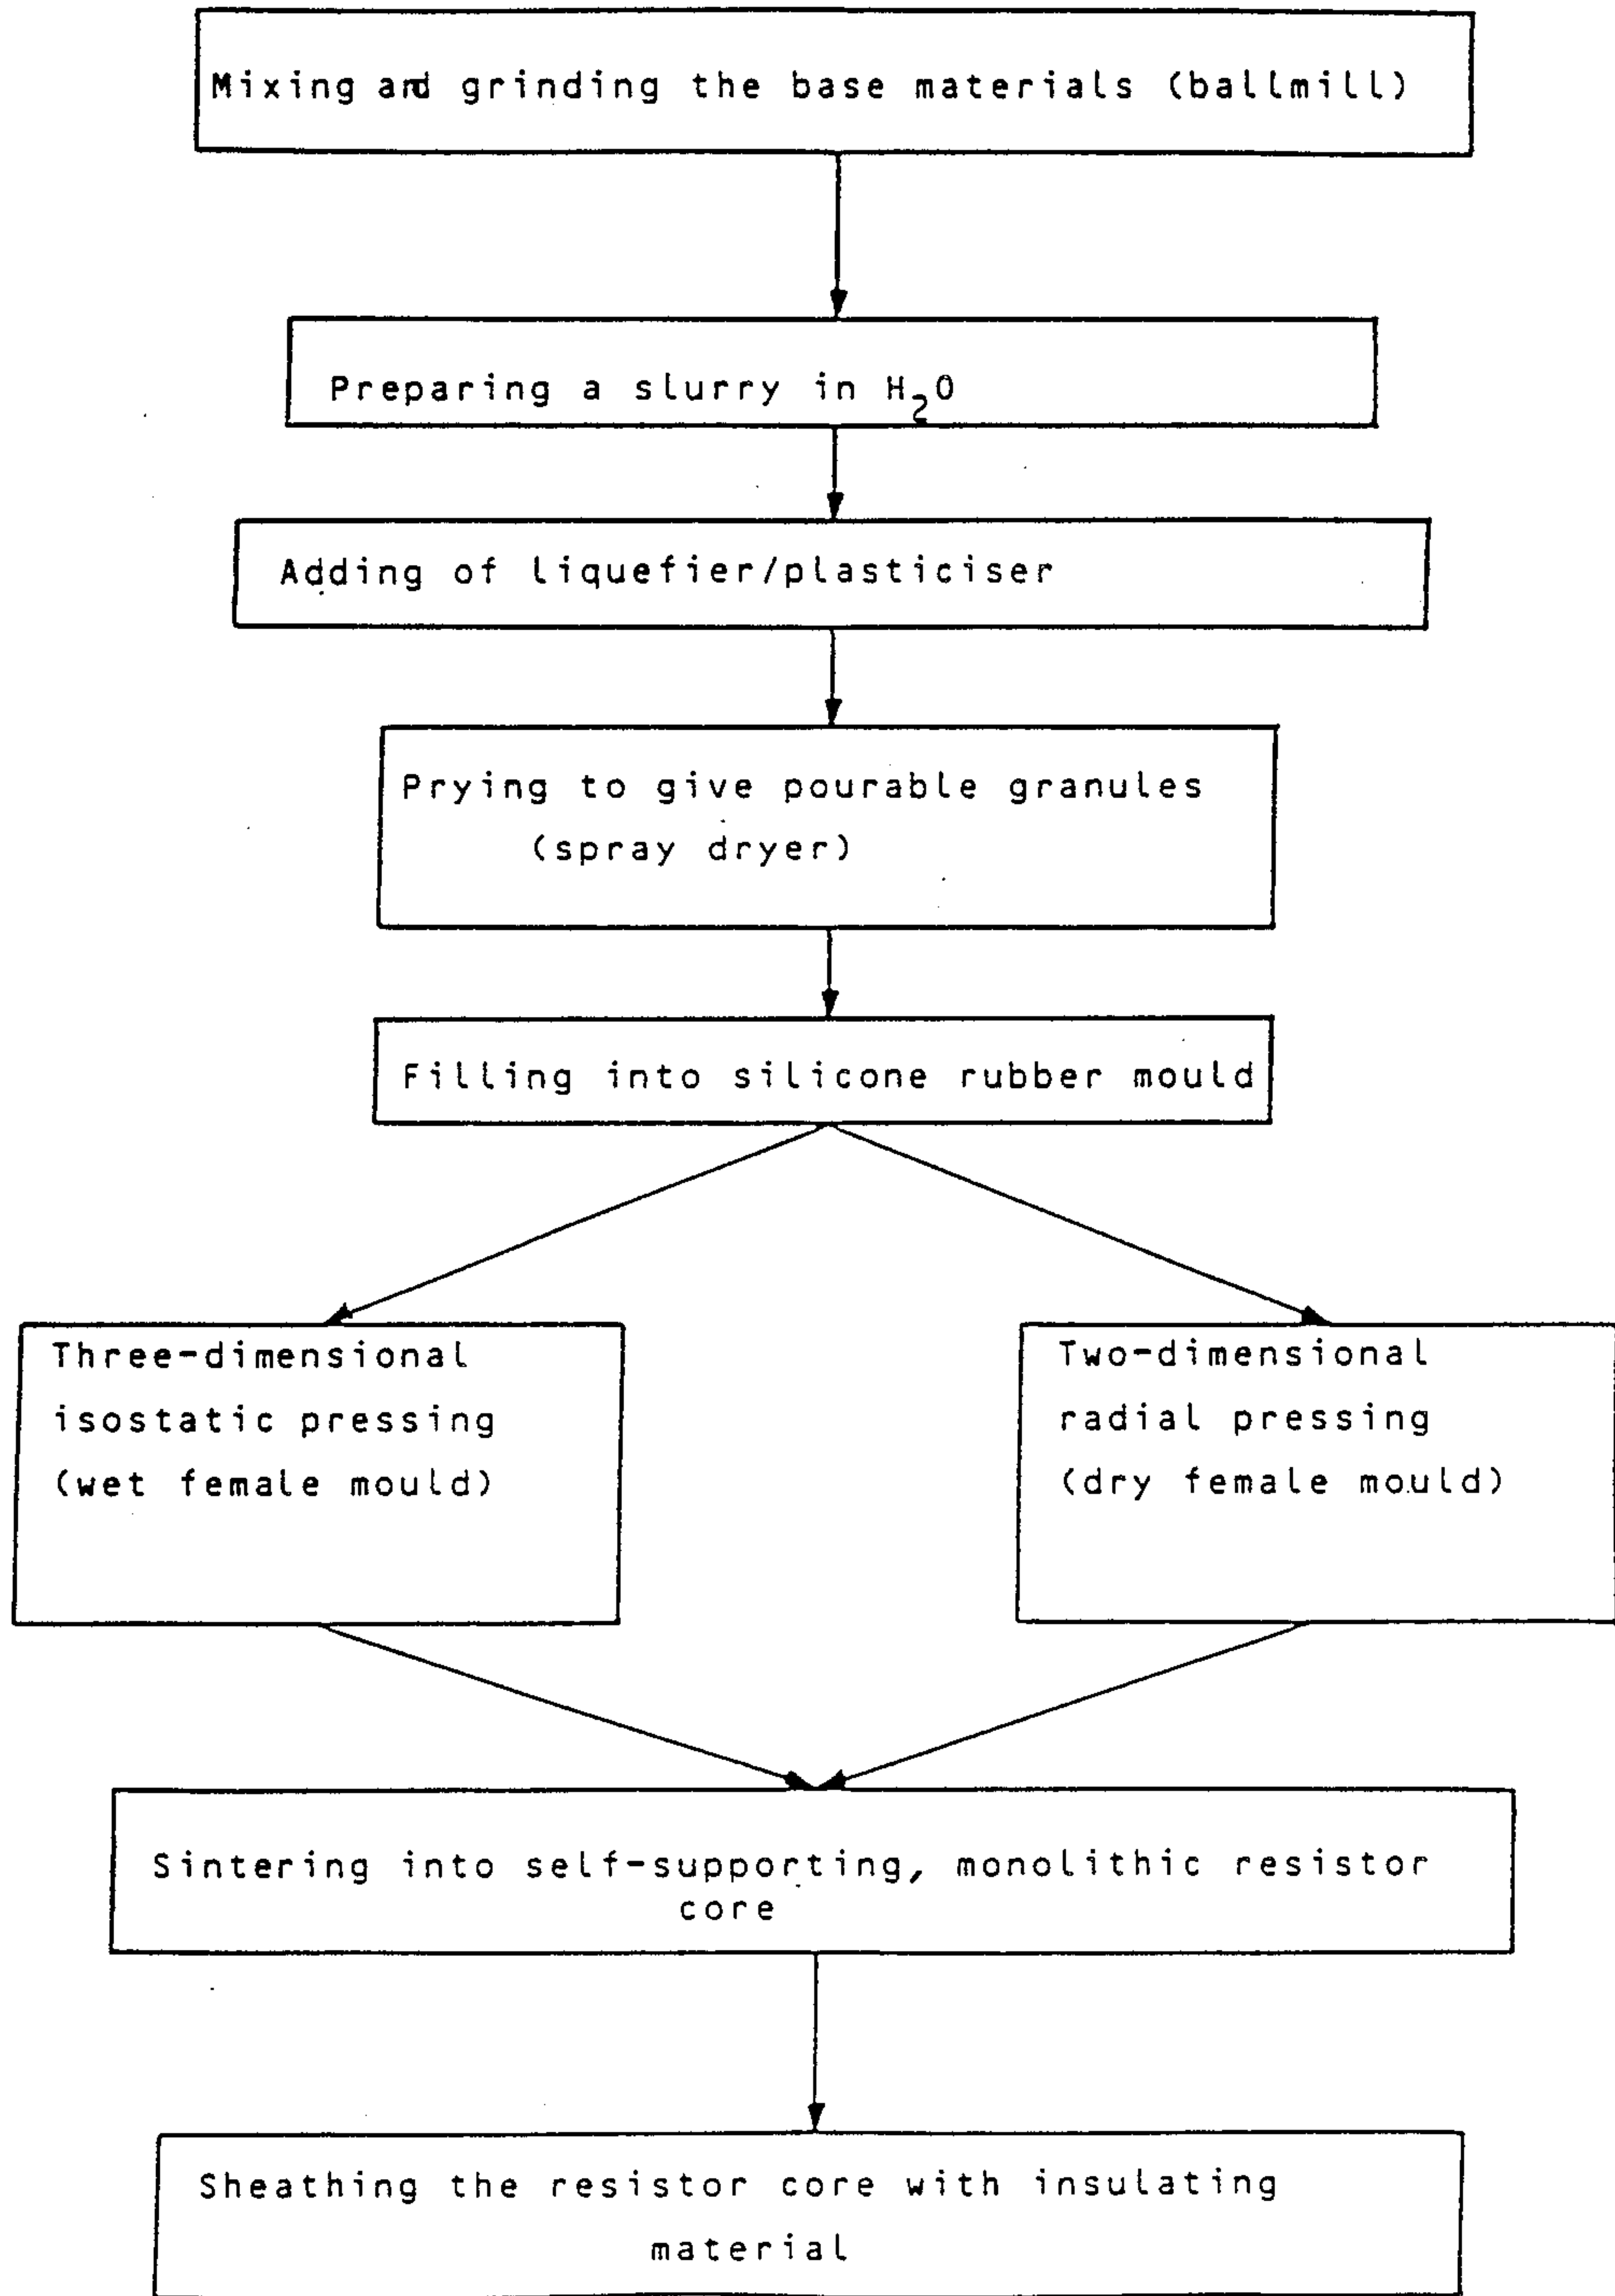 Mixing and grinding the base materials (ballmill)
Preparing a slurry in H₂O
Adding of liquefier/plasticiser
Prying to give pourable granules
(spray dryer)
Filling into silicone rubber mould
Three-dimensional
isostatic pressing
(wet female mould)
Two-dimensional
radial pressing
(dry female mould)
Sintering into self-supporting, monolithic resistor
core
Sheathing the resistor core with insulating
material